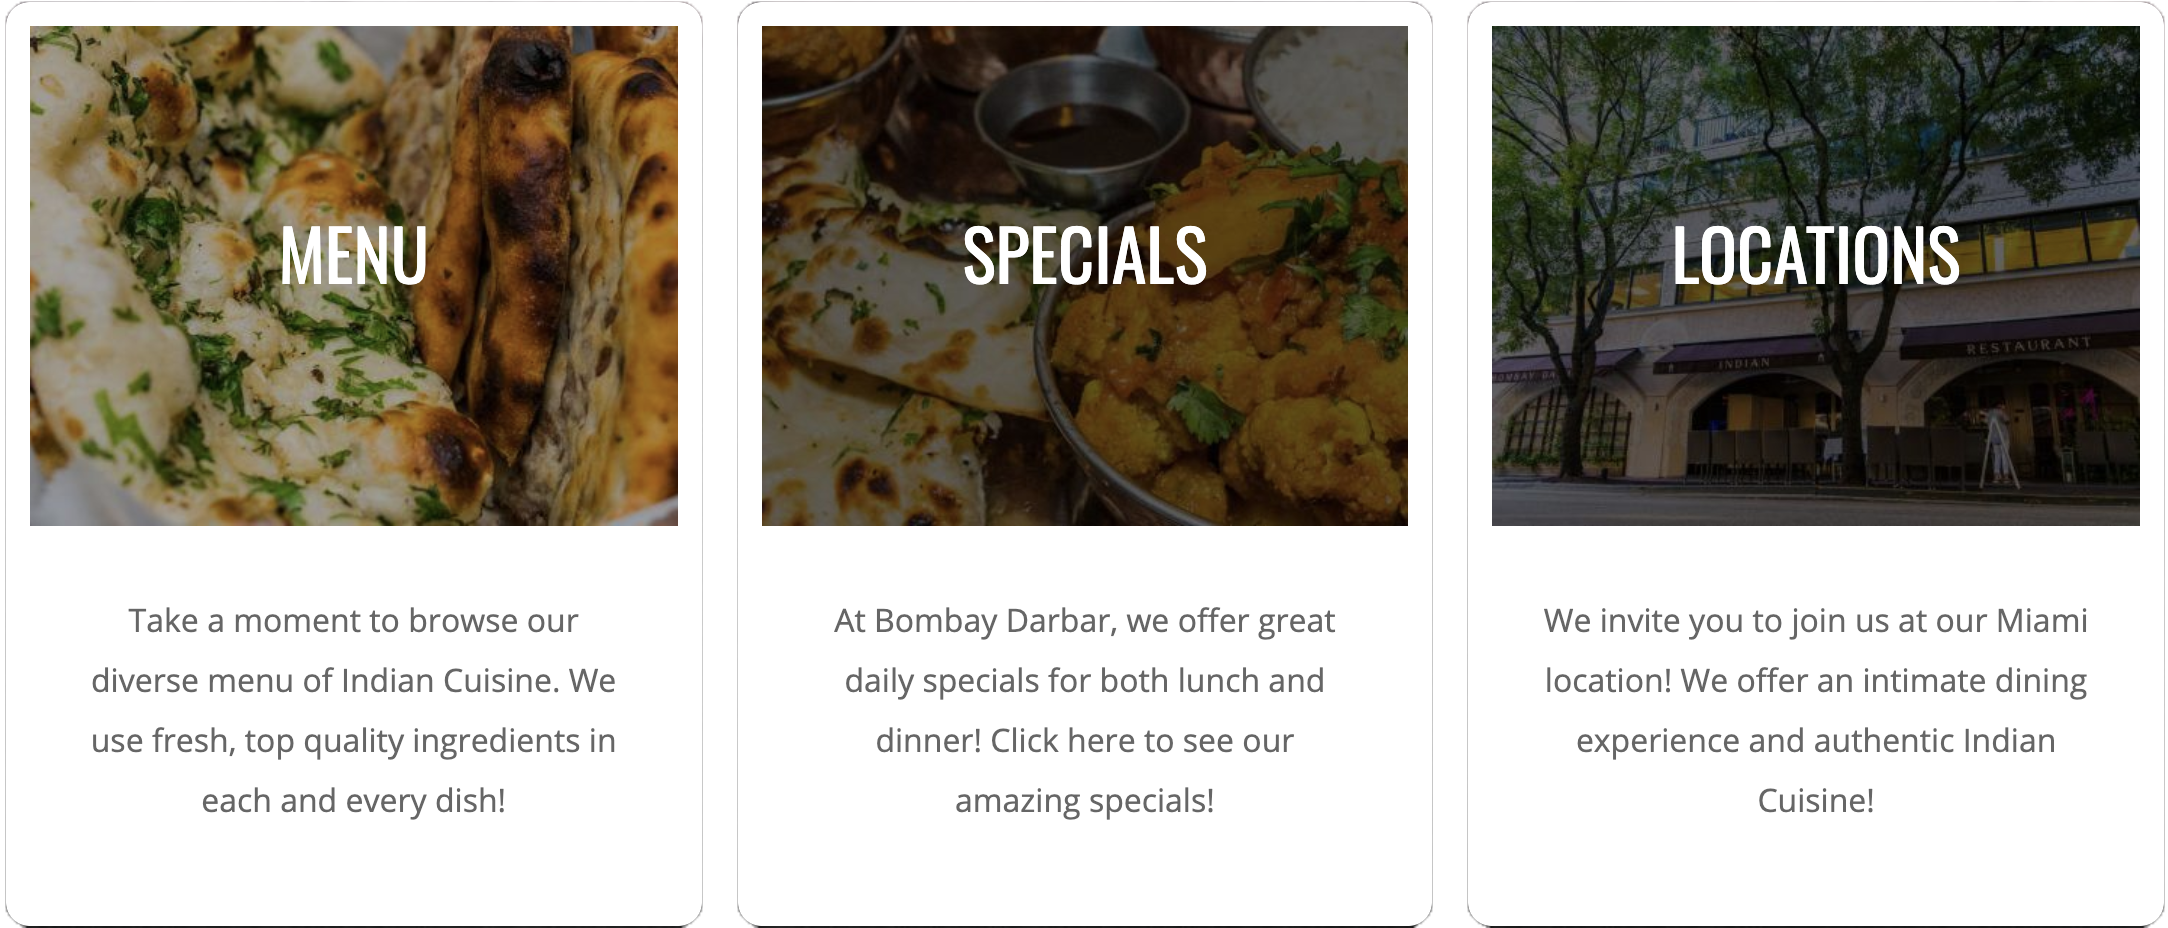 MENU
Take a moment to browse our
diverse menu of Indian Cuisine. We
use fresh, top quality ingredients in
each and every dish!
SPECIALS
At Bombay Darbar, we offer great
daily specials for both lunch and
dinner! Click here to see our
amazing specials!
LOCATIONS
INDIAN
RESTAURANT
We invite you to join us at our Miami
location! We offer an intimate dining
experience and authentic Indian
Cuisine!